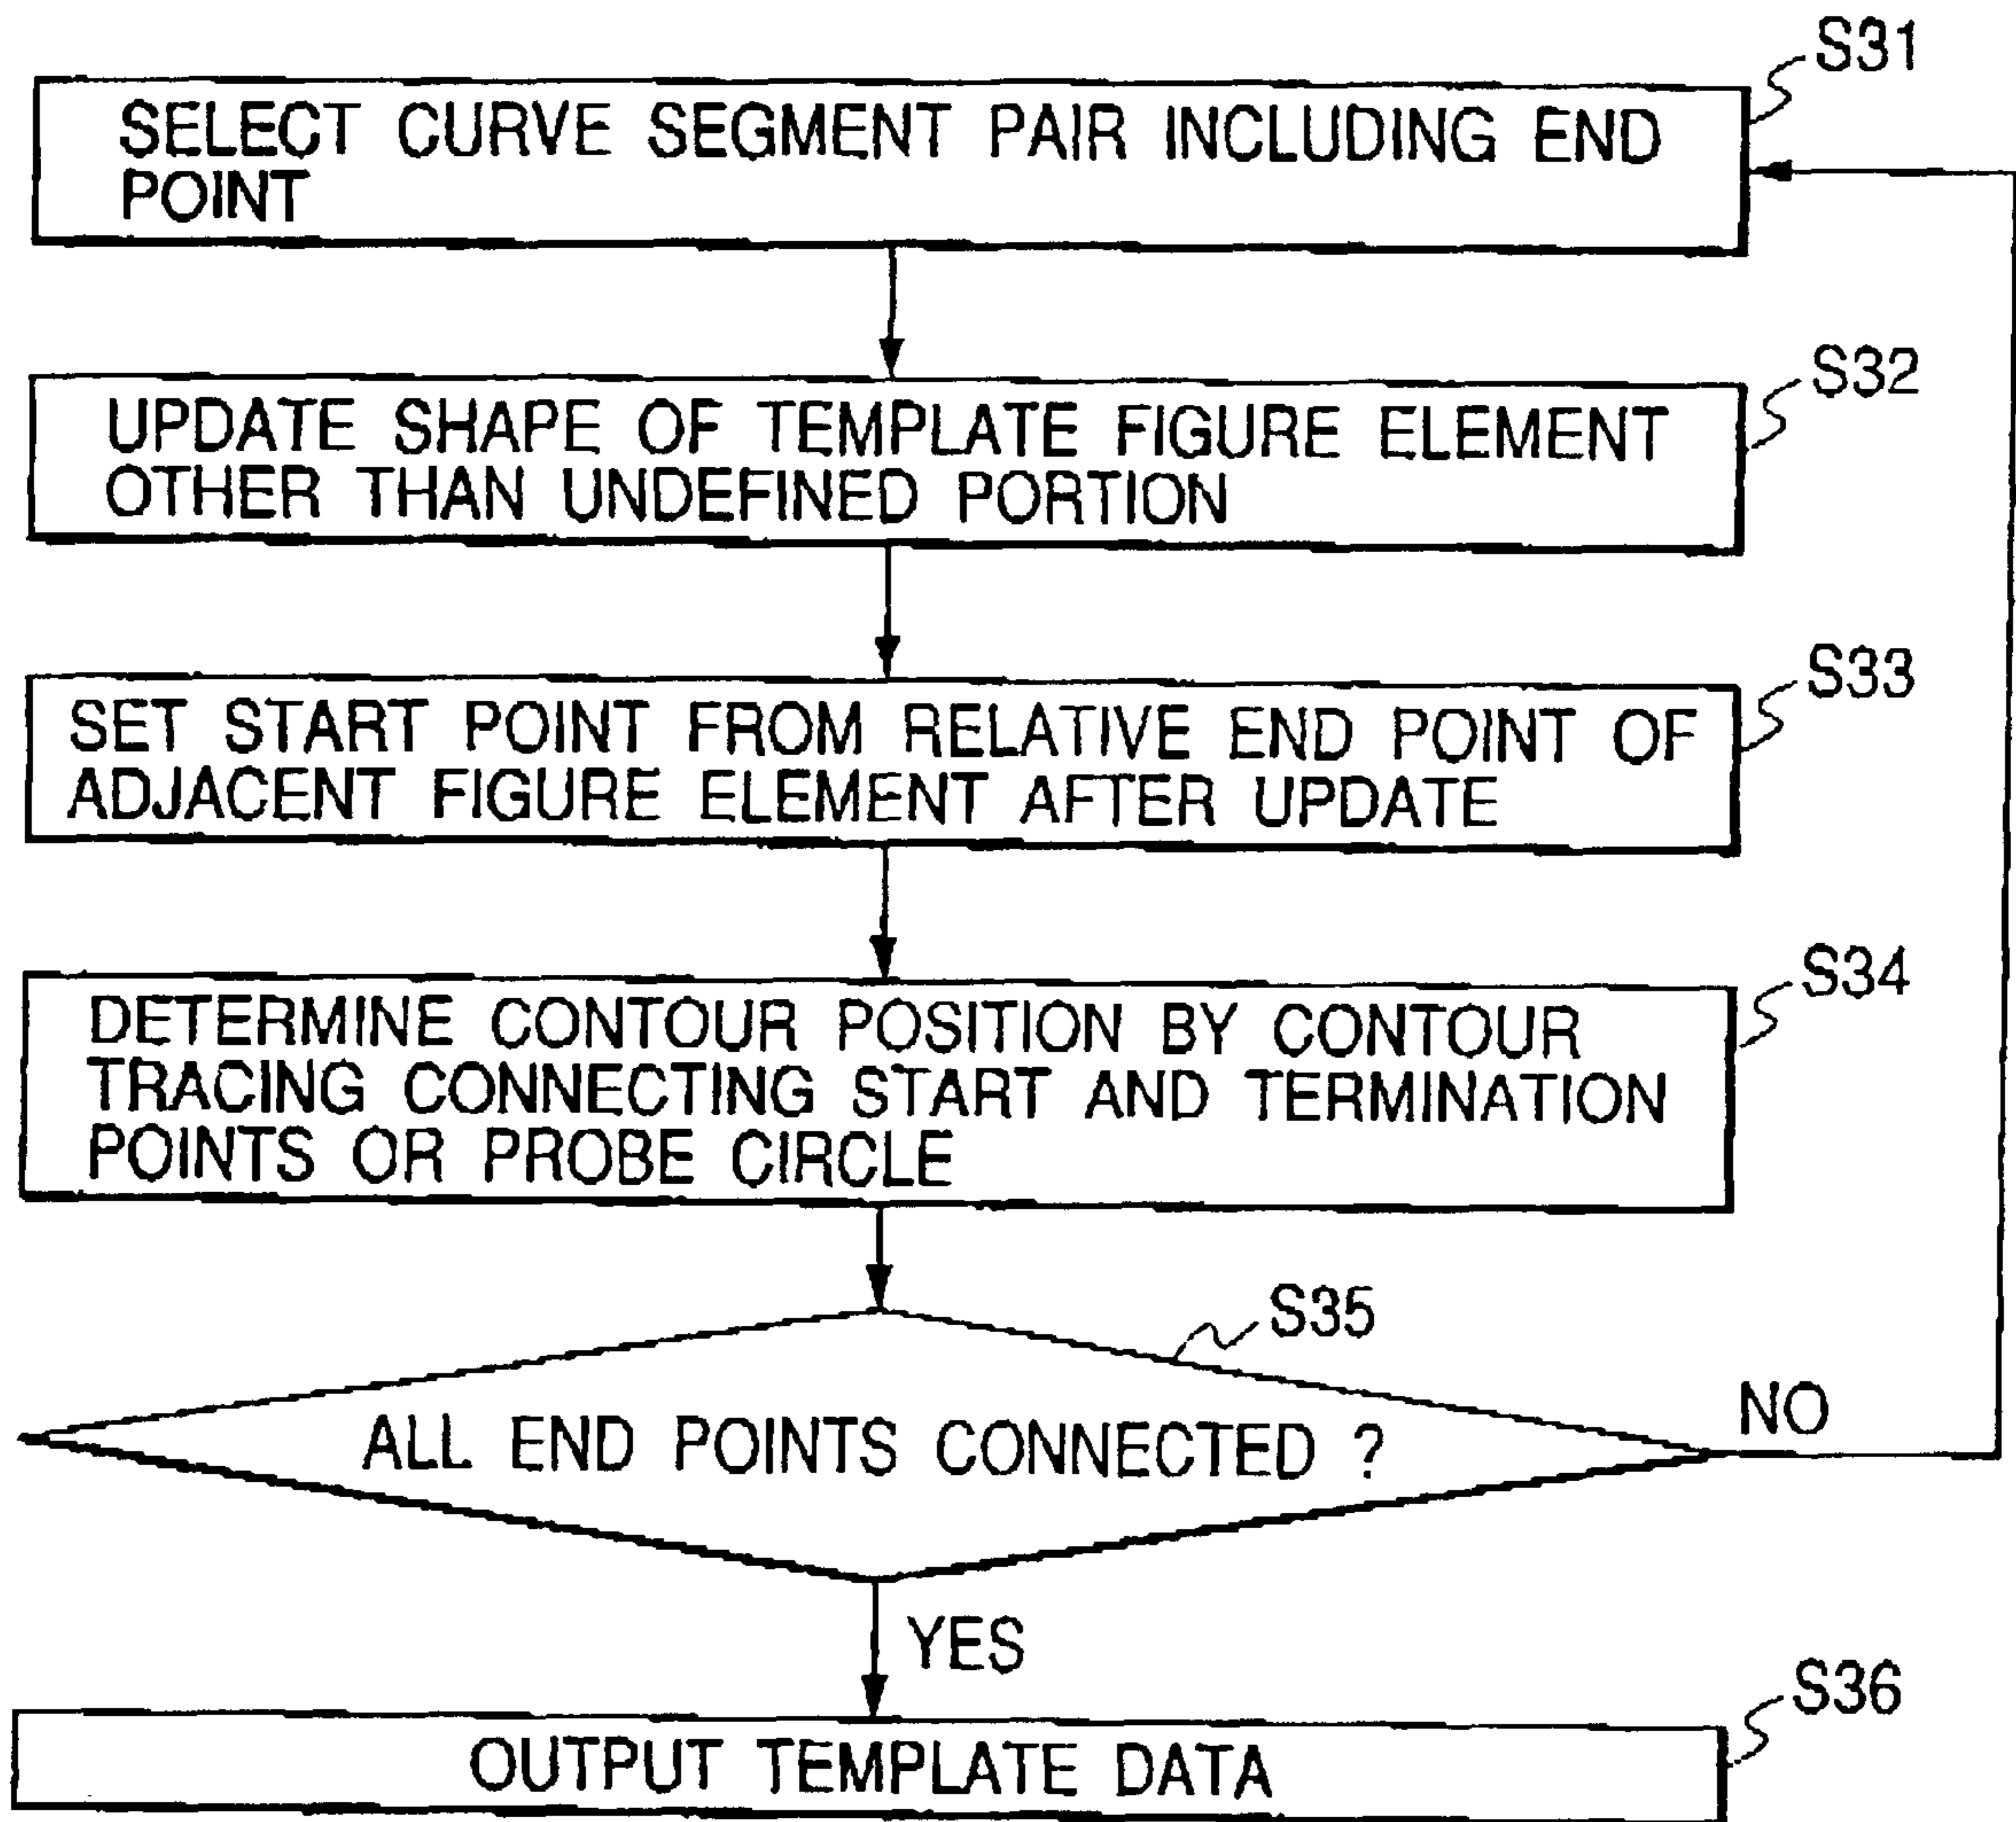 S31
SELECT CURVE SEGMENT PAIR INCLUDING END
POINT
S32
UPDATE SHAPE OF TEMPLATE FIGURE ELEMENT
OTHER THAN UNDEFINED PORTION
S33
SET START POINT FROM RELATIVE END POINT OF
ADJACENT FIGURE ELEMENT AFTER UPDATE
S34
DETERMINE CONTOUR POSITION BY CONTOUR
TRACING CONNECTING START AND TERMINATION
POINTS OR PROBE CIRCLE
S35
ALL END POINTS CONNECTED ?
NO
YES
S36
OUTPUT TEMPLATE DATA